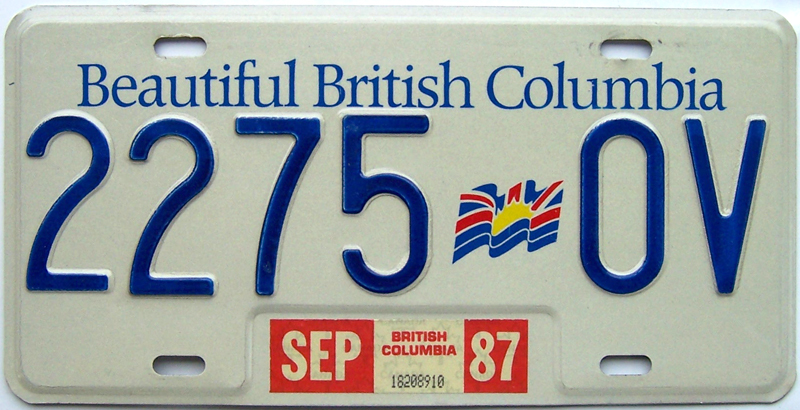 Beautiful British Columbia
2275 OV
SEP BRITISH COLUMBIA 87
18208910